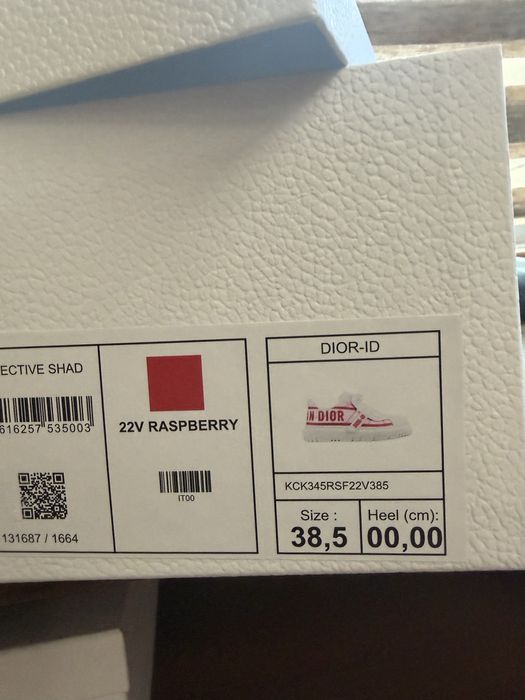 ECTIVE SHAD
616257 535003
131687 / 1664
22V RASPBERRY
IT00
DIOR-ID
IN DIOR
KCK345RSF22V385
Size :
38,5
Heel (cm):
00,00